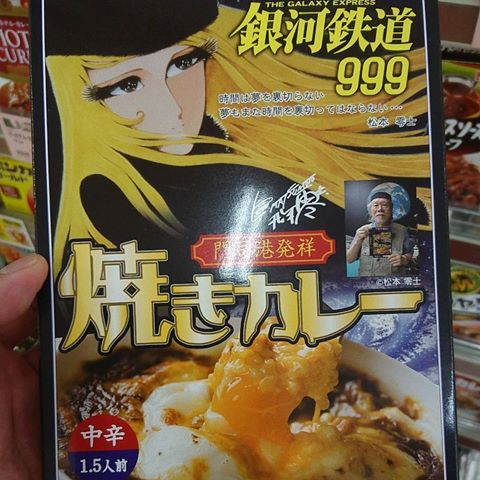 THE GALAXY EXPRESS
銀河鉄道
999
時間は夢を裏切らない
夢もまた時間を裏切ってはならない…
松本 零士
門司港発祥
©松本 零士
焼きカレー
中辛
1.5人前